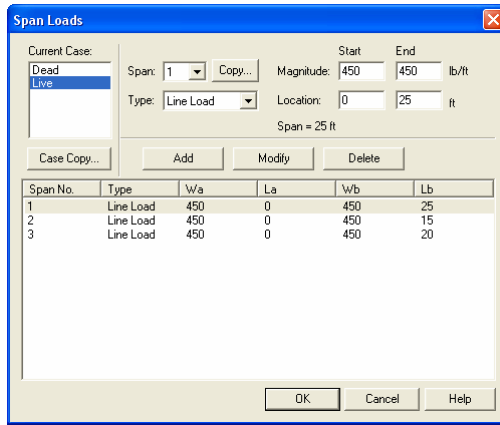 Span Loads
Current Case:
Dead
Live
Span: 1 Copy...
Type: Line Load
Start End
Magnitude: 450 450 lb/ft
Location: 0 25 ft
Span = 25 ft
Case Copy... Add Modify Delete
Span No. Type Wa La Wb Lb
1 Line Load 450 0 450 25
2 Line Load 450 0 450 15
3 Line Load 450 0 450 20
OK Cancel Help